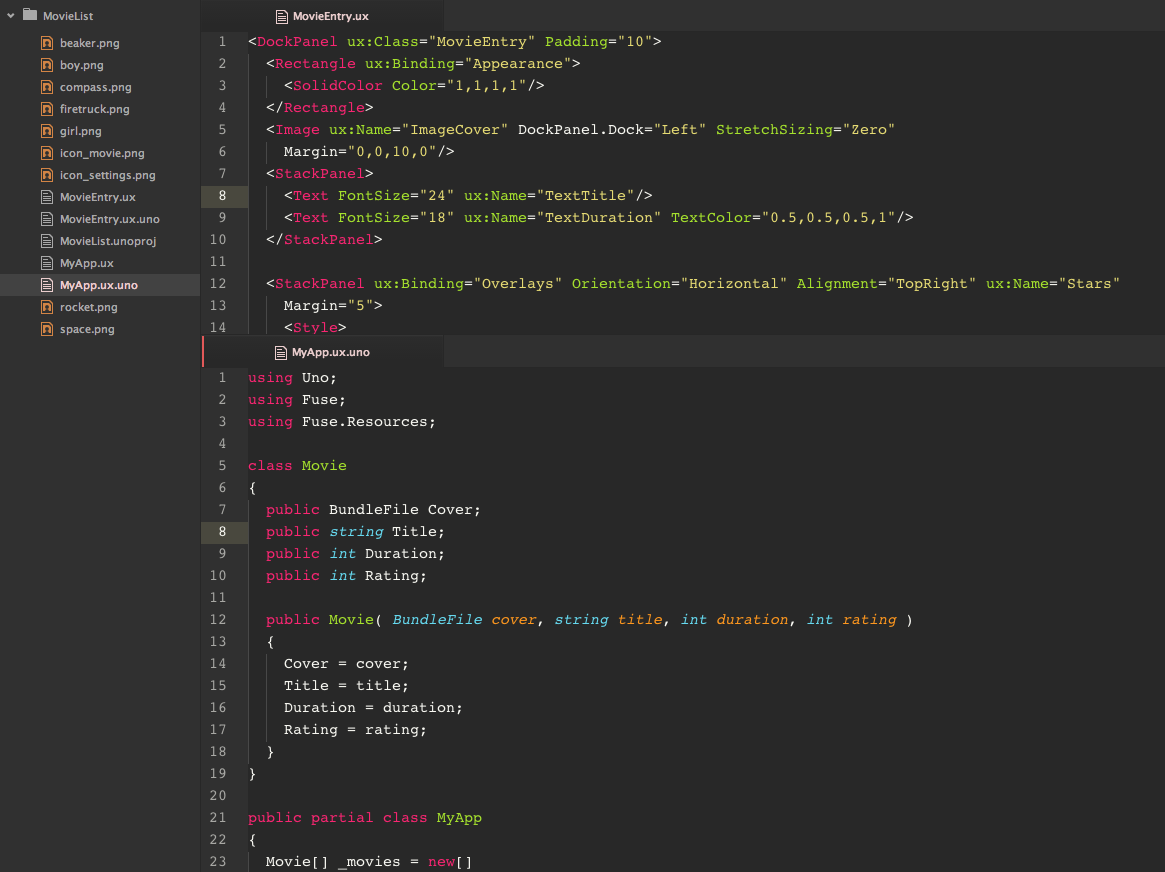 MovieList
beaker.png
boy.png
compass.png
firetruck.png
girl.png
icon_movie.png
icon_settings.png
MovieEntry.ux
MovieEntry.ux.uno
MovieList.unoproj
MyApp.ux
MyApp.ux.uno
rocket.png
space.png
MovieEntry.ux
1 <DockPanel ux:Class="MovieEntry" Padding="10">
2 <Rectangle ux:Binding="Appearance">
3 <SolidColor Color="1,1,1,1"/>
4 </Rectangle>
5 <Image ux:Name="ImageCover" DockPanel.Dock="Left" StretchSizing="Zero"
6 Margin="0,0,10,0"/>
7 <StackPanel>
8 <Text FontSize="24" ux:Name="TextTitle"/>
9 <Text FontSize="18" ux:Name="TextDuration" TextColor="0.5,0.5,0.5,1"/>
10 </StackPanel>
11
12 <StackPanel ux:Binding="Overlays" Orientation="Horizontal" Alignment="TopRight" ux:Name="Stars"
13 Margin="5">
14 <Style>
MyApp.ux.uno
1 using Uno;
2 using Fuse;
3 using Fuse.Resources;
4
5 class Movie
6 {
7 public BundleFile Cover;
8 public string Title;
9 public int Duration;
10 public int Rating;
11
12 public Movie( BundleFile cover, string title, int duration, int rating )
13 {
14 Cover = cover;
15 Title = title;
16 Duration = duration;
17 Rating = rating;
18 }
19 }
20
21 public partial class MyApp
22 {
23 Movie[] _movies = new[]